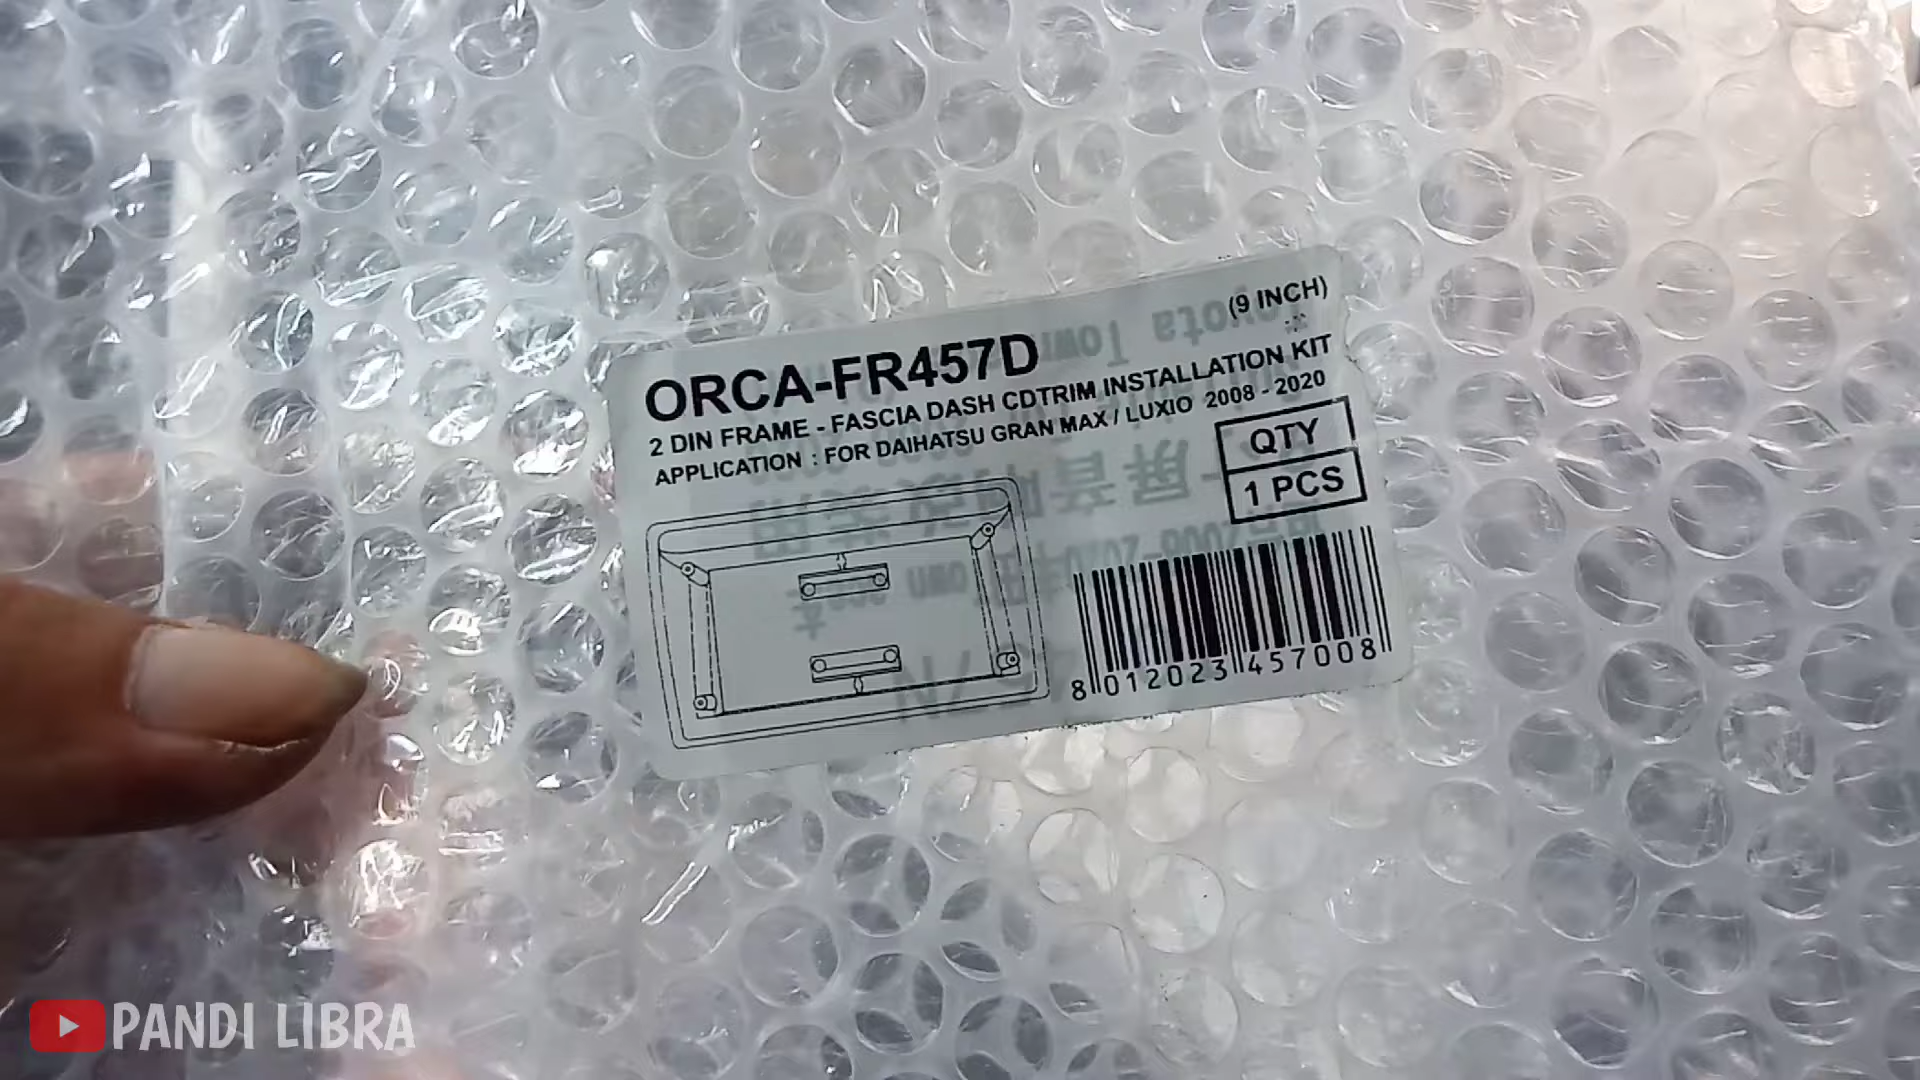 (9 INCH)
ORCA-FR457D
2 DIN FRAME - FASCIA DASH CDTRIM INSTALLATION KIT
APPLICATION : FOR DAIHATSU GRAN MAX / LUXIO 2008 - 2020
QTY
1 PCS
8 012023 457008
PANDI LIBRA